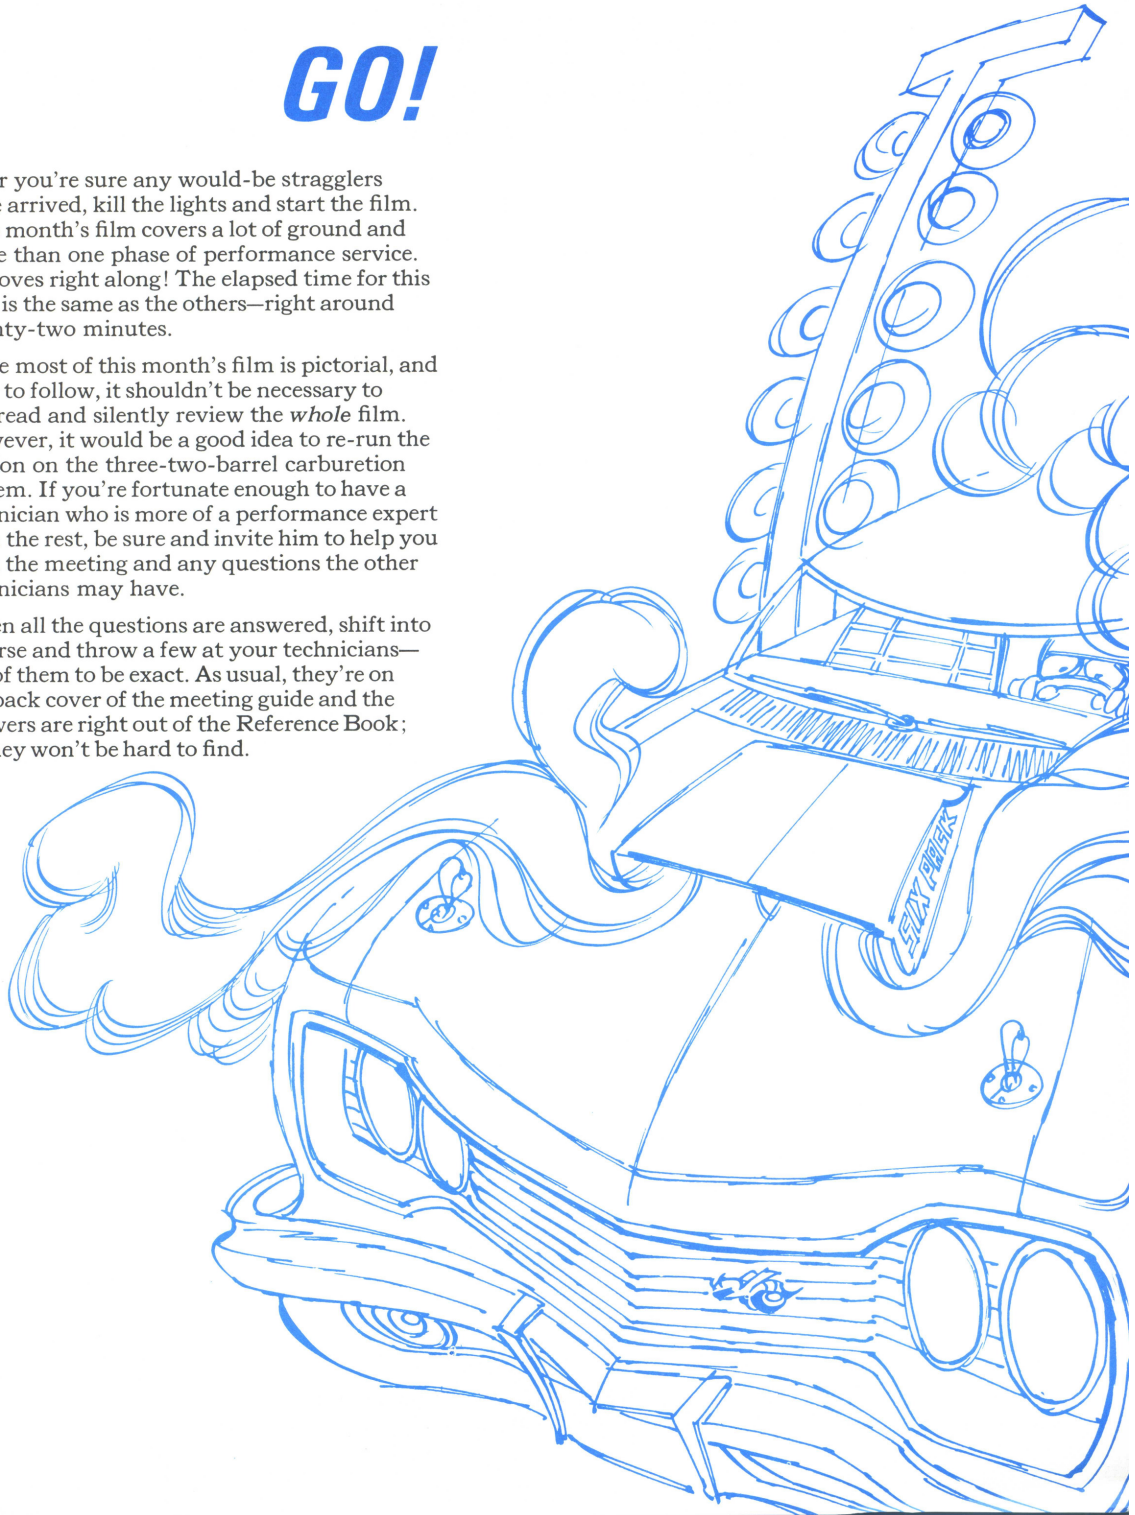 GO!
r you're sure any would-be stragglers
e arrived, kill the lights and start the film.
month's film covers a lot of ground and
e than one phase of performance service.
oves right along! The elapsed time for this
is the same as the others—right around
nty-two minutes.
e most of this month's film is pictorial, and
to follow, it shouldn't be necessary to
read and silently review the whole film.
vever, it would be a good idea to re-run the
on on the three-two-barrel carburetion
em. If you're fortunate enough to have a
nician who is more of a performance expert
the rest, be sure and invite him to help you
the meeting and any questions the other
nicians may have.
n all the questions are answered, shift into
rse and throw a few at your technicians—
of them to be exact. As usual, they're on
back cover of the meeting guide and the
vers are right out of the Reference Book;
ney won't be hard to find.
SIX PACK